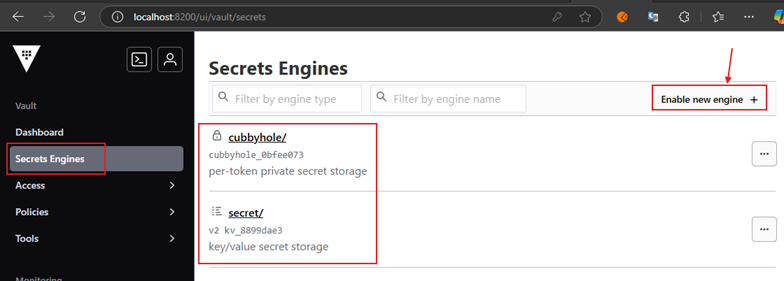 localhost:8200/ui/vault/secrets
Vault
Dashboard
Secrets Engines
Access
Policies
Tools
Monitoring
Secrets Engines
Filter by engine type
Filter by engine name
Enable new engine +
cubbyhole/
cubbyhole_0bfee073
per-token private secret storage
secret/
v2 kv_8899dae3
key/value secret storage